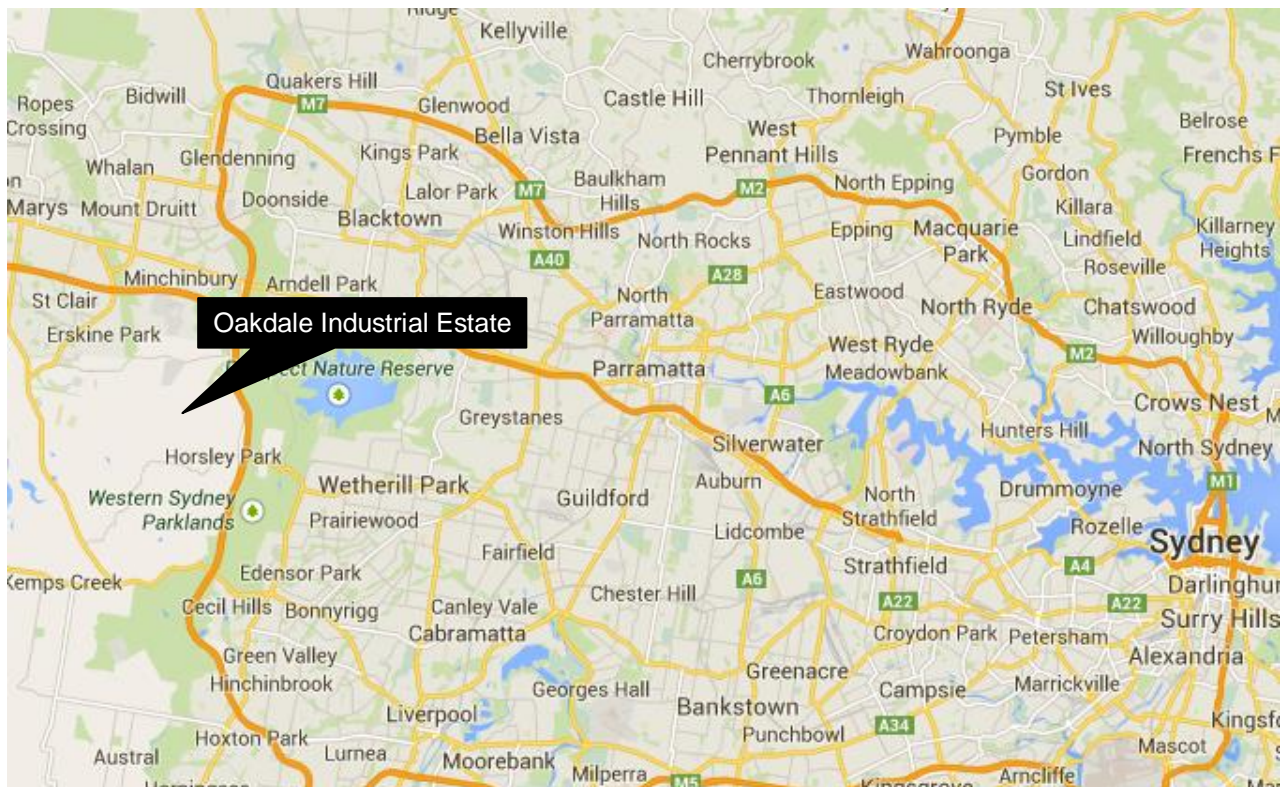 Ridge
Kellyville
Wahroonga
Cherrybrook
Quakers Hill
St Ives
Bidwill
Castle Hill
Thornleigh
Ropes
Crossing
M7
Glenwood
Belrose
Bella Vista
West
Pennant Hills
Pymble
Kings Park
Frenchs F
Glendenning
Whalan
Gordon
Baulkham
Hills
North Epping
Lalor Park
M7
M2
Doonside
Marys
Mount Druitt
Blacktown
Killara
Killarney
Heights
Winston Hills
North Rocks
Epping
Macquarie
Park
Lindfield
A40
Roseville
A28
Minchinbury
Arndell Park
St Clair
North
Parramatta
Eastwood
North Ryde
Chatswood
Oakdale Industrial Estate
Erskine Park
Willoughby
West Ryde
M2
Parramatta
Meadowbank
ect Nature Reserve
A6
Crows Nest
Greystanes
Hunters Hill
Silverwater
North Sydney
Horsley Park
Wetherill Park
Auburn
M1
Drummoyne
Western Sydney
Parklands
Guildford
North
Strathfield
Prairiewood
Rozelle
Lidcombe
Sydney
Fairfield
Strathfield
A4
Edensor Park
Kemps Creek
A6
Darlinghur
Chester Hill
A22
A22
Cecil Hills
Bonnyrigg
Canley Vale
Surry Hills
Cabramatta
Croydon Park
Petersham
Green Valley
Alexandria
Greenacre
Hinchinbrook
Georges Hall
Campsie
Marrickville
Bankstown
Liverpool
Kingsfo
A34
Punchbowl
Hoxton Park
Mascot
Austral
Lurnea
Moorebank
Milperra
Arncliffe
M5
Kingsgrove